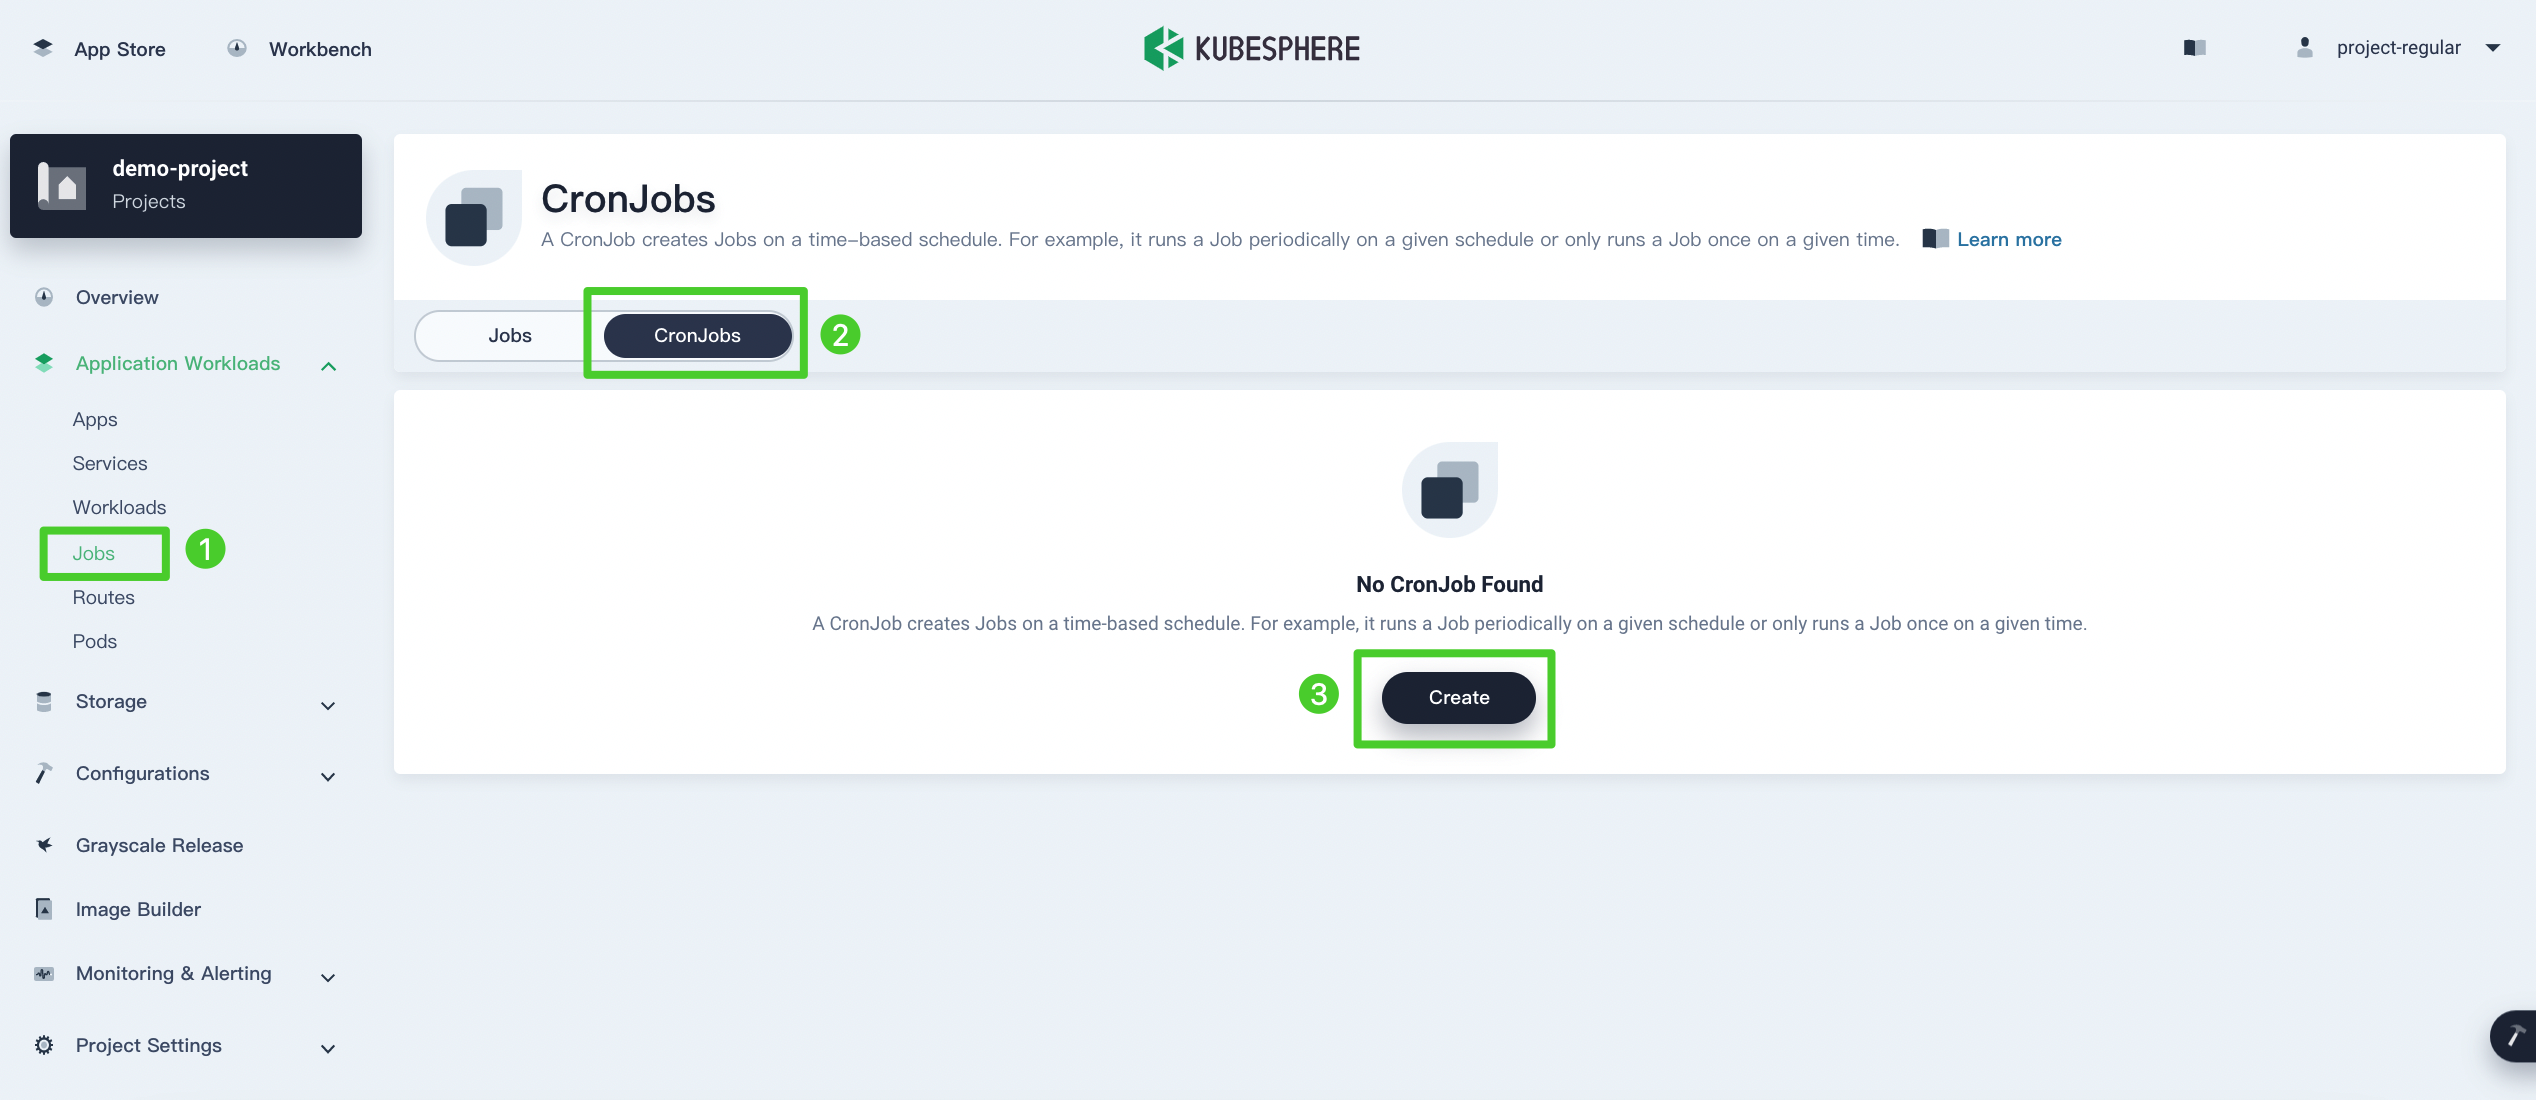 App Store
Workbench
KUBESPHERE
project-regular
demo-project
Projects
Overview
Application Workloads
Apps
Services
Workloads
Jobs
1
Routes
Pods
Storage
Configurations
Grayscale Release
Image Builder
Monitoring & Alerting
Project Settings
CronJobs
A CronJob creates Jobs on a time-based schedule. For example, it runs a Job periodically on a given schedule or only runs a Job once on a given time. Learn more
Jobs
CronJobs
2
No CronJob Found
A CronJob creates Jobs on a time-based schedule. For example, it runs a Job periodically on a given schedule or only runs a Job once on a given time.
3
Create